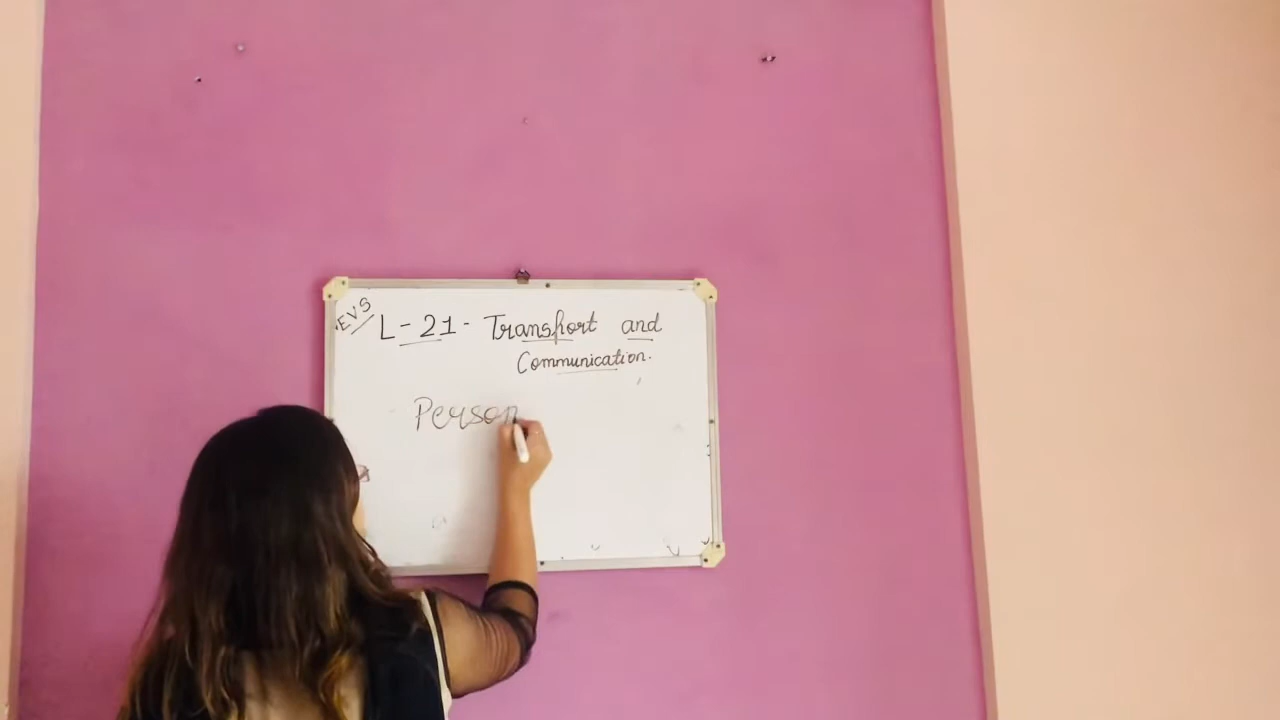 EVS
L-21- Transport and
Communication.
Person